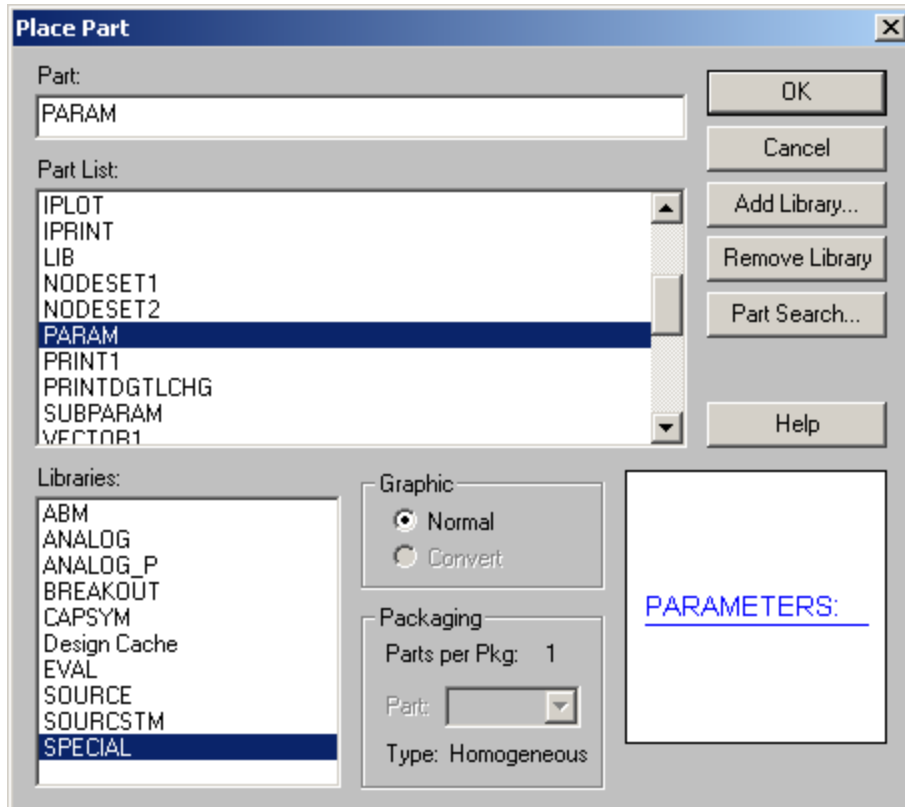 Place Part
Part:
PARAM
Part List:
IPLOT
IPRINT
LIB
NODESET1
NODESET2
PARAM
PRINT1
PRINTDGTLCHG
SUBPARAM
VECTOR1
OK
Cancel
Add Library...
Remove Library
Part Search...
Help
Libraries:
ABM
ANALOG
ANALOG_P
BREAKOUT
CAPSYM
Design Cache
EVAL
SOURCE
SOURCSTM
SPECIAL
Graphic
Normal
Convert
Packaging
Parts per Pkg: 1
Part:
Type: Homogeneous
PARAMETERS: